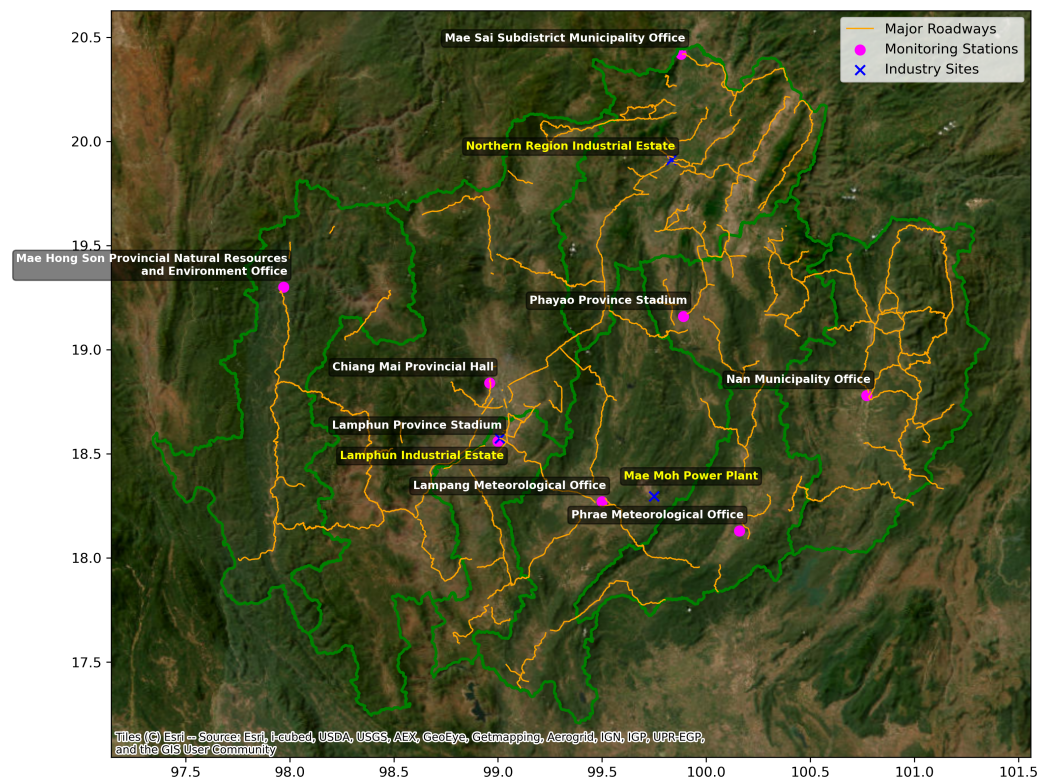 Major Roadways
Monitoring Stations
Industry Sites
Mae Sai Subdistrict Municipality Office
Northern Region Industrial Estate
Mae Hong Son Provincial Natural Resources
and Environment Office
Phayao Province Stadium
Chiang Mai Provincial Hall
Nan Municipality Office
Lamphun Province Stadium
Lamphun Industrial Estate
Mae Moh Power Plant
Lampang Meteorological Office
Phrae Meteorological Office
20.5
20.0
19.5
19.0
18.5
18.0
17.5
Tiles (C) Esri -- Source: Esri, i-cubed, USDA, USGS, AEX, GeoEye, Getmapping, Aerogrid, IGN, IGP, UPR-EGP,
and the GIS User Community
97.5 98.0 98.5 99.0 99.5 100.0 100.5 101.0 101.5